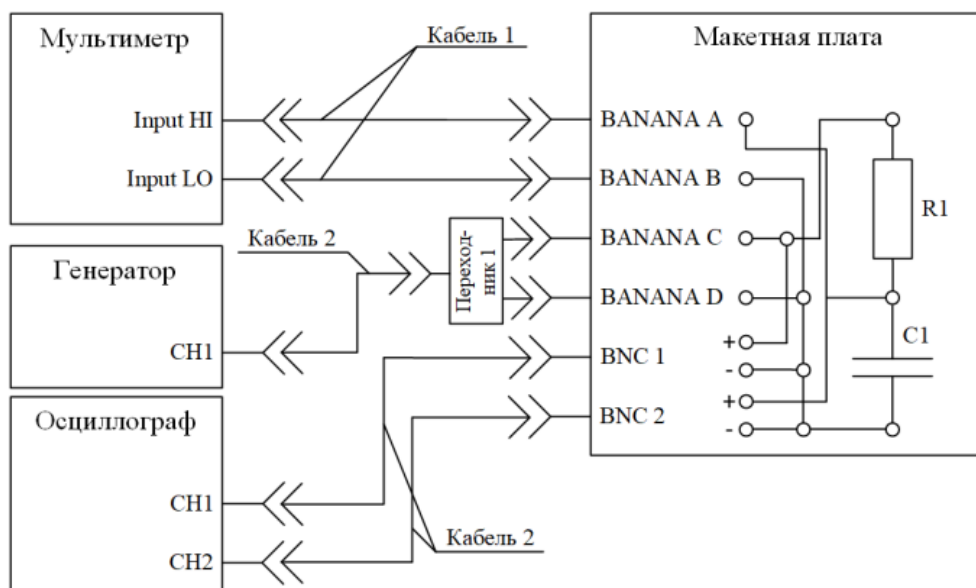 Мультиметр
Input HI
Input LO
Кабель 1
Генератор
CH1
Кабель 2
Переход-
ник 1
Осциллограф
CH1
CH2
Кабель 2
Макетная плата
BANANA A
BANANA B
BANANA C
BANANA D
BNC 1
+
-
BNC 2
+
-
R1
C1